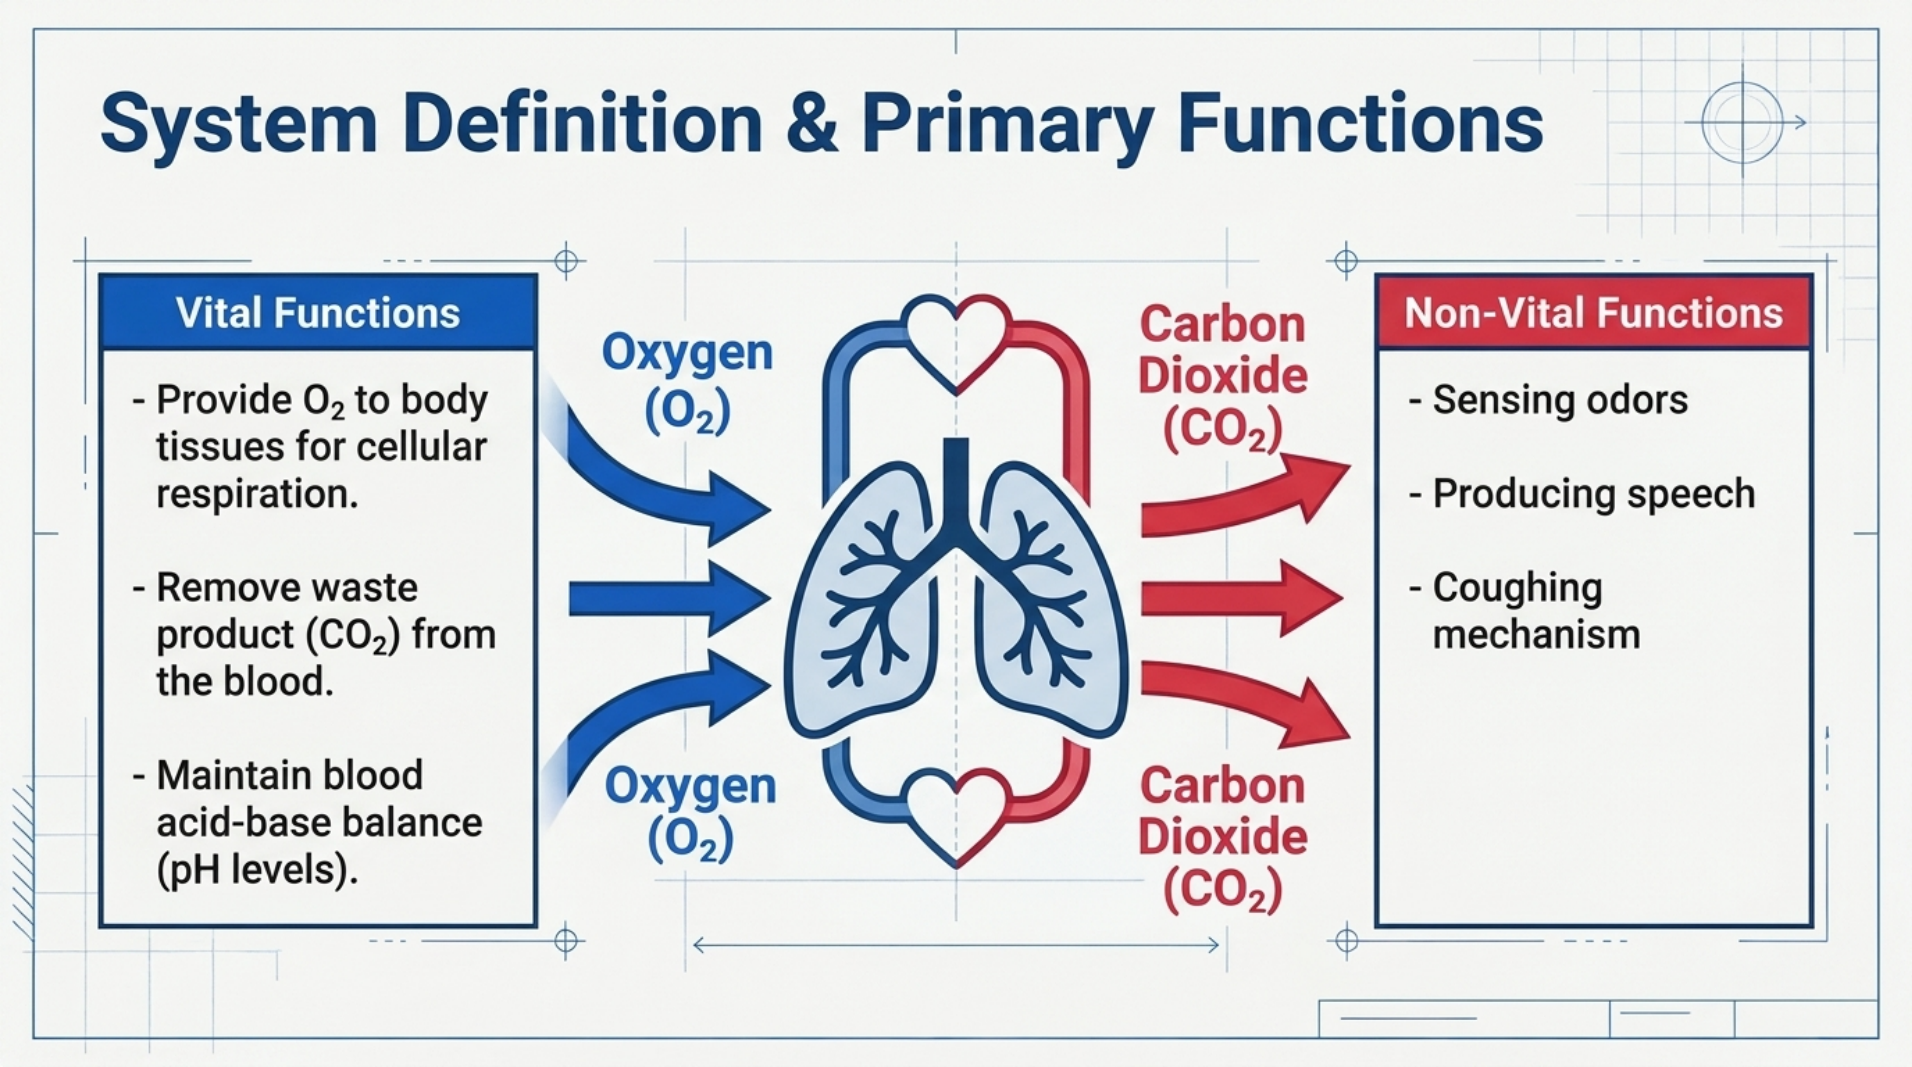 System Definition & Primary Functions
Vital Functions
- Provide O₂ to body
tissues for cellular
respiration.
- Remove waste
product (CO₂) from
the blood.
- Maintain blood
acid-base balance
(pH levels).
Oxygen
(O₂)
Oxygen
(O₂)
Carbon
Dioxide
(CO₂)
Carbon
Dioxide
(CO₂)
Non-Vital Functions
- Sensing odors
- Producing speech
- Coughing
mechanism